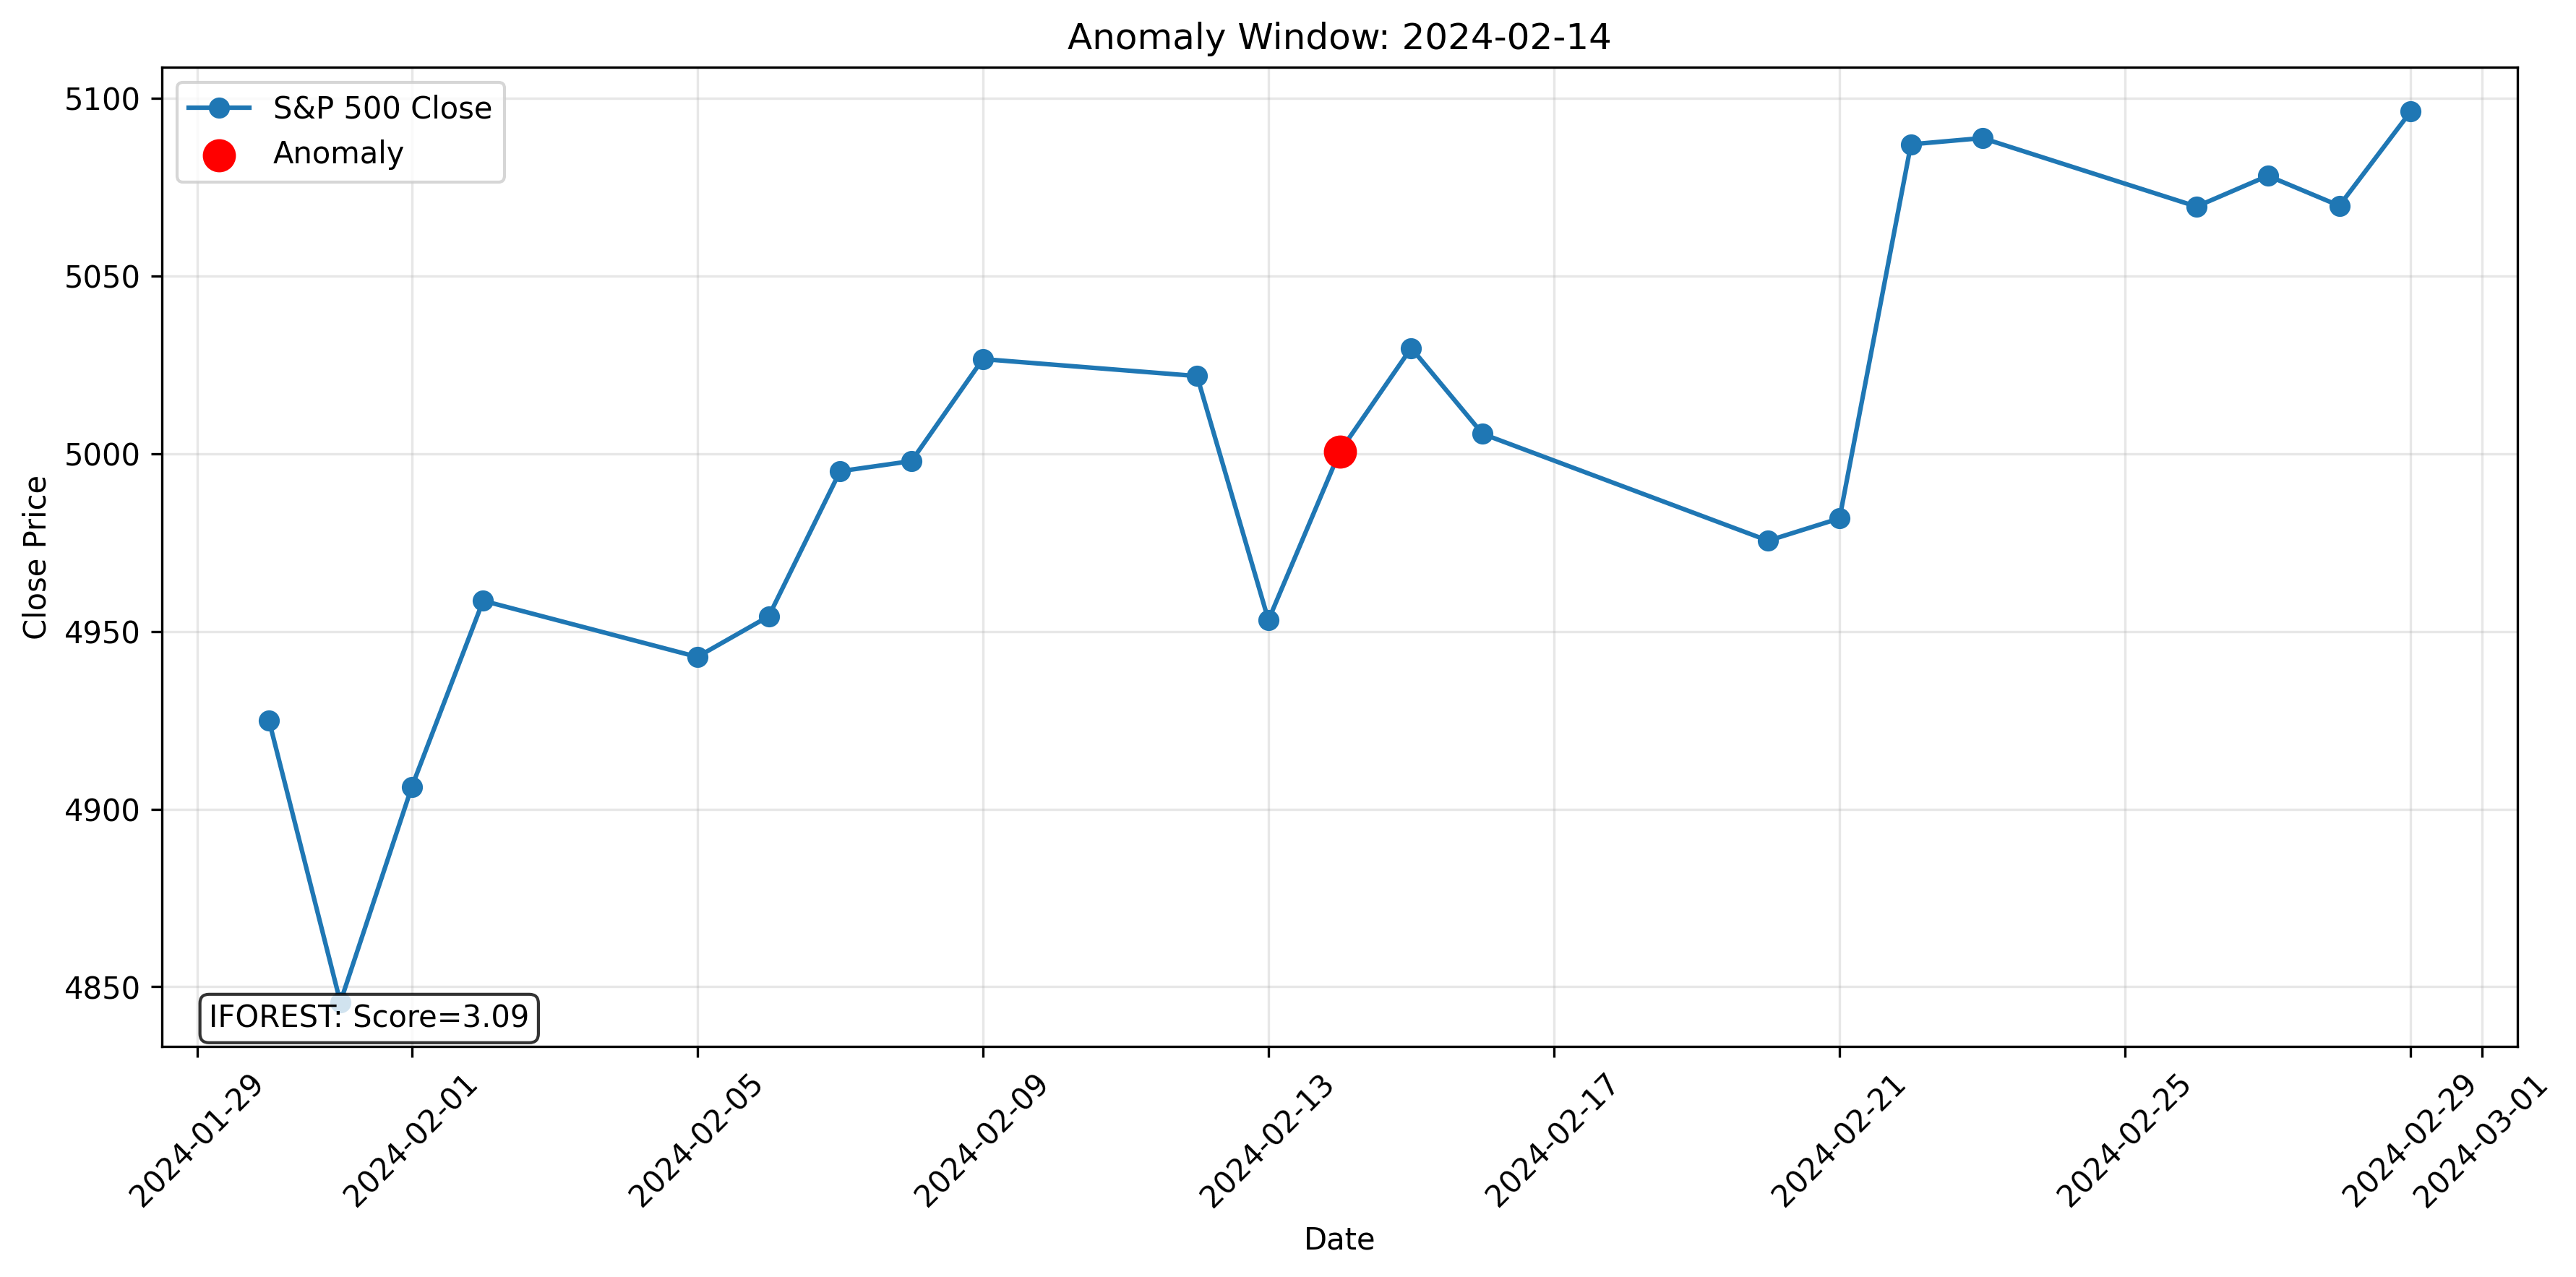 Anomaly Window: 2024-02-14
S&P 500 Close
Anomaly
5100
5050
5000
4950
4900
4850
Close Price
IFOREST: Score=3.09
2024-01-29
2024-02-01
2024-02-05
2024-02-09
2024-02-13
2024-02-17
2024-02-21
2024-02-25
2024-02-29
2024-03-01
Date